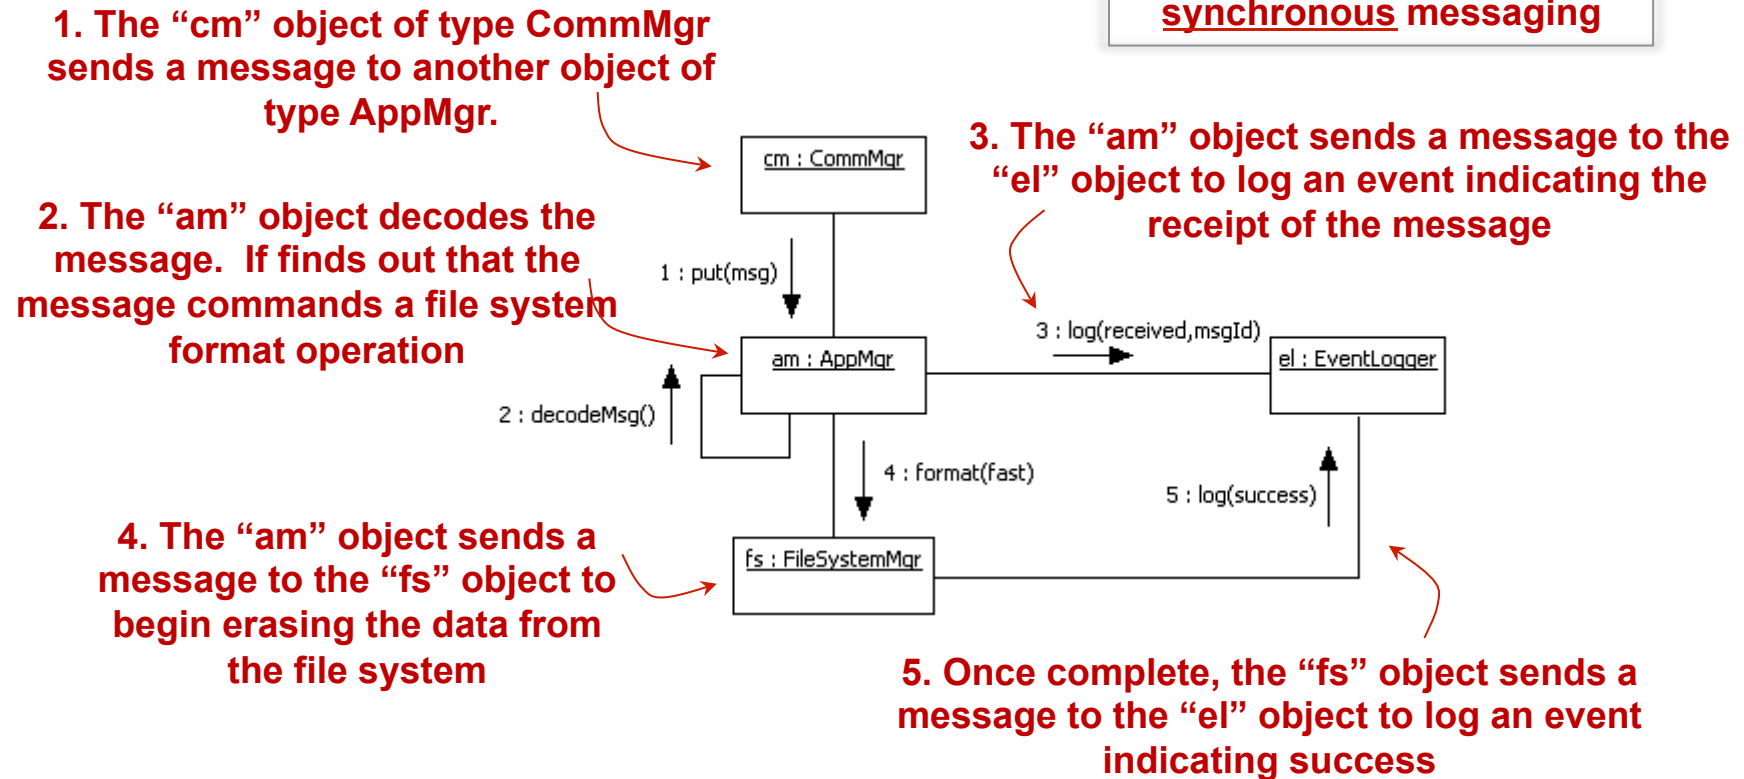 synchronous messaging
1. The “cm” object of type CommMgr
sends a message to another object of
type AppMgr.
cm : CommMgr
3. The “am” object sends a message to the
“el” object to log an event indicating the
receipt of the message
2. The “am” object decodes the
message.  If finds out that the
message commands a file system
format operation
1 : put(msg)
3 : log(received,msgId)
am : AppMgr
el : EventLogger
2 : decodeMsg()
4 : format(fast)
5 : log(success)
4. The “am” object sends a
message to the “fs” object to
begin erasing the data from
the file system
fs : FileSystemMgr
5. Once complete, the “fs” object sends a
message to the “el” object to log an event
indicating success